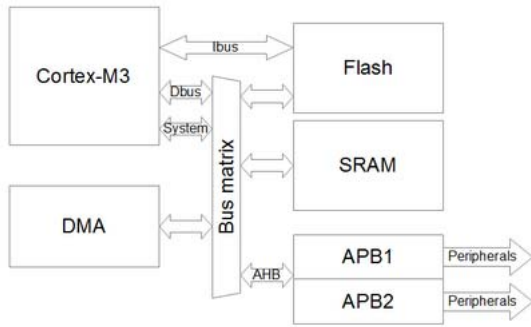 Ibus
Cortex-M3
Flash
Dbus
System
Bus matrix
SRAM
DMA
AHB
APB1
Peripherals
APB2
Peripherals